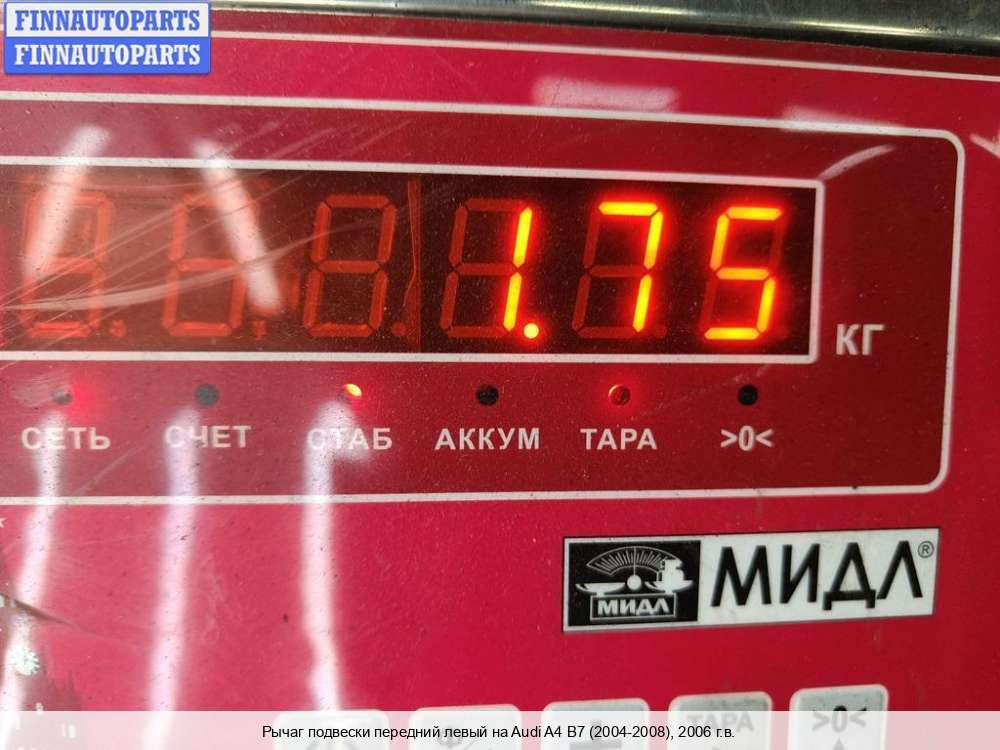 FINNAUTOPARTS
FINNAUTOPARTS
1.75
КГ
СЕТЬ СЧЕТ СТАБ АККУМ ТАРА >0<
МИДЛ МИДЛ®
ТАРА >0<
Рычаг подвески передний левый на Audi A4 B7 (2004-2008), 2006 г.в.